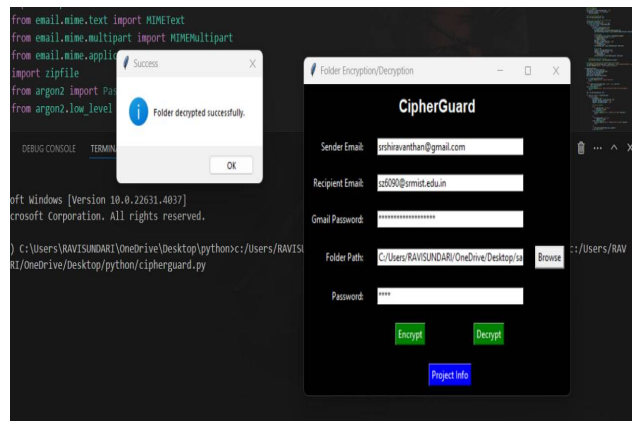 from email.mime.text import MIMEText
from email.mime.multipart import MIMEMultipart
from email.mime.applic
import zipfile
from argon2 import Pas
from argon2.low_level
Success
Folder decrypted successfully.
OK
DEBUG CONSOLE TERMIN
oft Windows [Version 10.0.22631.4037]
crosoft Corporation. All rights reserved.
) C:\Users\RAVISUNDARI\OneDrive\Desktop\python>c:/Users/RAVISU
::/Users/RAV
RI/OneDrive/Desktop/python/cipherguard.py
Folder Encryption/Decryption
CipherGuard
Sender Email: srshiravanthan@gmail.com
Recipient Email: sz6090@srmist.edu.in
Gmail Password: *******************
Folder Path: C:/Users/RAVISUNDARI/OneDrive/Desktop/sa Browse
Password: ****
Encrypt Decrypt
Project Info